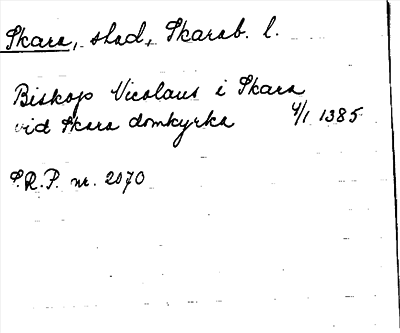 Skara, stad, Skarab. l.
Biskop Nicolaus i Skara
vid Skara domkyrka 4/1 1385
S.R.P. nr. 2070